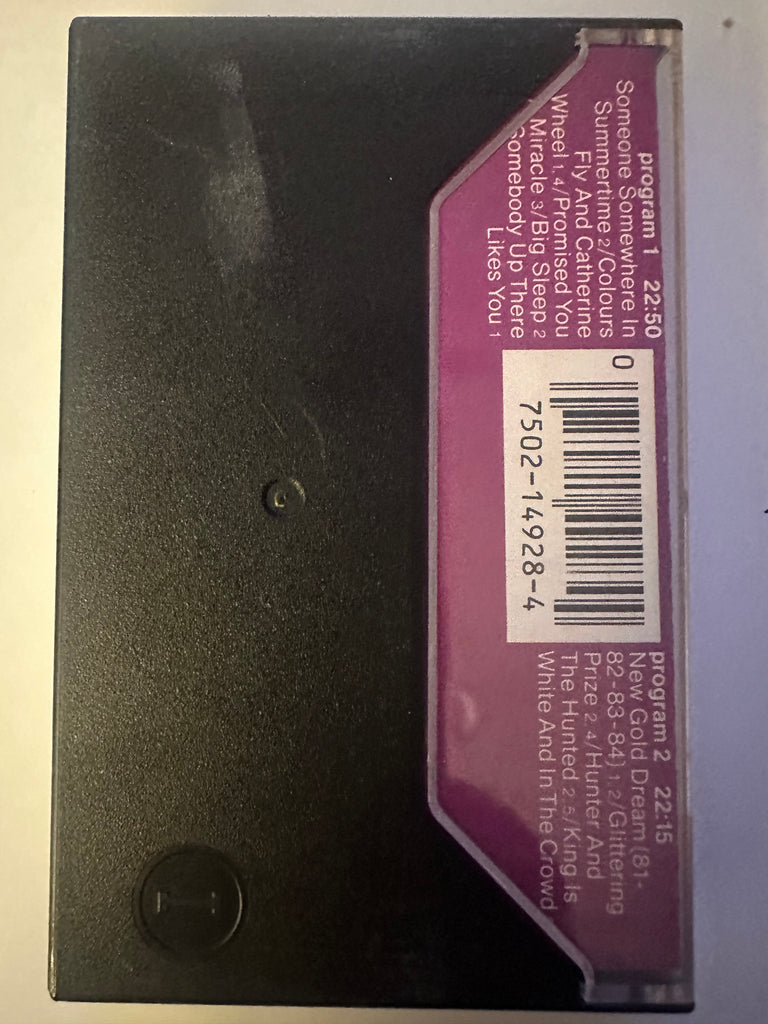 program 1 22:50
Someone Somewhere In
Summertime 2/Colours
Fly And Catherine
Wheel 1.4/Promised You
Miracle 3/Big Sleep 2
Somebody Up There
Likes You 1
0
7502-14928-4
program 2 22:15
New Gold Dream (81-
82-83-84) 1.2/Glittering
Prize 2.4/Hunter And
The Hunted 2.5/King Is
White And In The Crowd